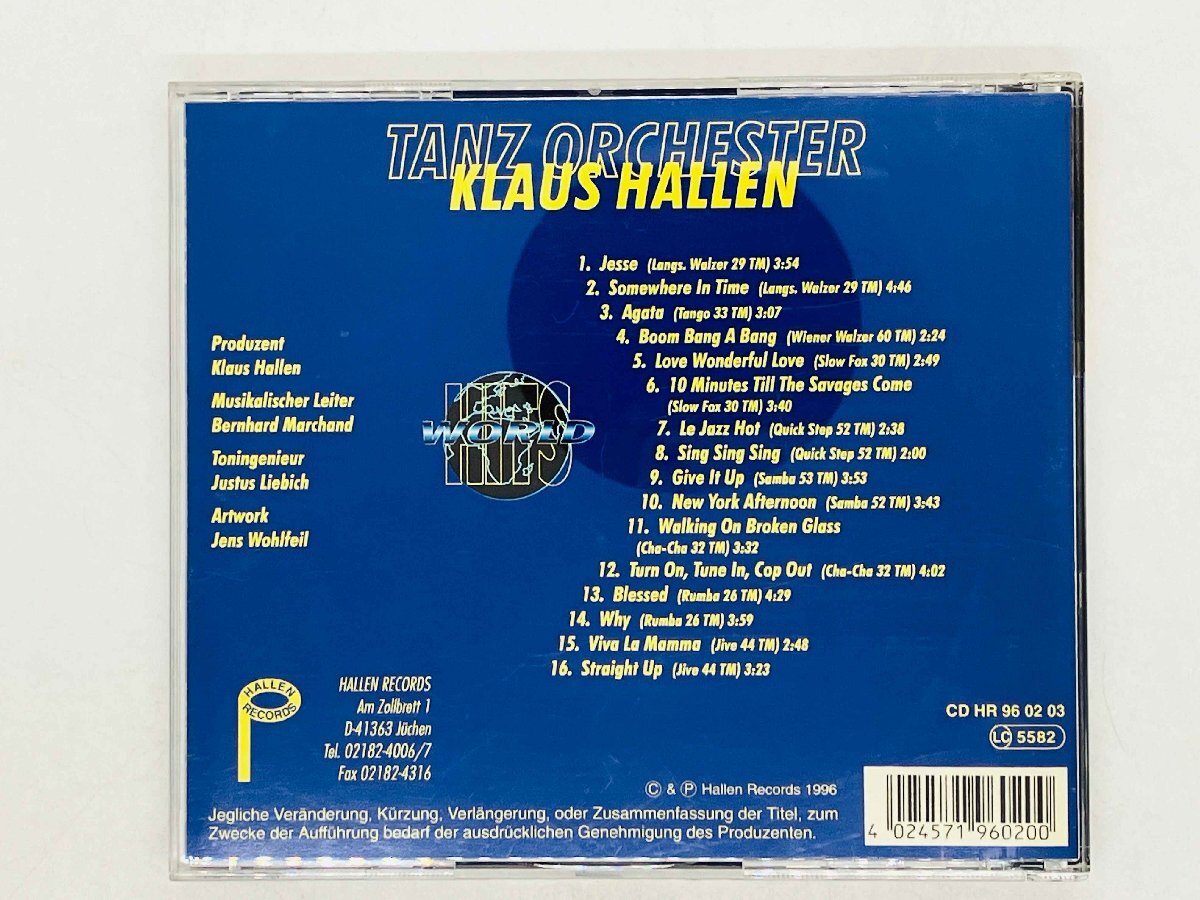 TANZ ORCHESTER
KLAUS HALLEN
1. Jesse (Langs. Walzer 29 TM) 3:54
2. Somewhere In Time (Langs. Walzer 29 TM) 4:46
3. Agata (Tango 33 TM) 3:07
4. Boom Bang A Bang (Wiener Walzer 60 TM) 2:24
5. Love Wonderful Love (Slow Fox 30 TM) 2:49
6. 10 Minutes Till The Savages Come
(Slow Fox 30 TM) 3:40
7. Le Jazz Hot (Quick Step 52 TM) 2:38
8. Sing Sing Sing (Quick Step 52 TM) 2:00
9. Give It Up (Samba 53 TM) 3:53
10. New York Afternoon (Samba 52 TM) 3:43
11. Walking On Broken Glass
(Cha-Cha 32 TM) 3:32
12. Turn On, Tune In, Cop Out (Cha-Cha 32 TM) 4:02
13. Blessed (Rumba 26 TM) 4:29
14. Why (Rumba 26 TM) 3:59
15. Viva La Mamma (Jive 44 TM) 2:48
16. Straight Up (Jive 44 TM) 3:23
Produzent
Klaus Hallen
Musikalischer Leiter
Bernhard Marchand
Toningenieur
Justus Liebich
Artwork
Jens Wohlfeil
WORLD
HITS
HALLEN
RECORDS
HALLEN RECORDS
Am Zollbrett 1
D-41363 Jüchen
Tel. 02182-4006/7
Fax 02182-4316
CD HR 96 02 03
LC 5582
© & ℗ Hallen Records 1996
Jegliche Veränderung, Kürzung, Verlängerung, oder Zusammenfassung der Titel, zum
Zwecke der Aufführung bedarf der ausdrücklichen Genehmigung des Produzenten.
4 024571 960200